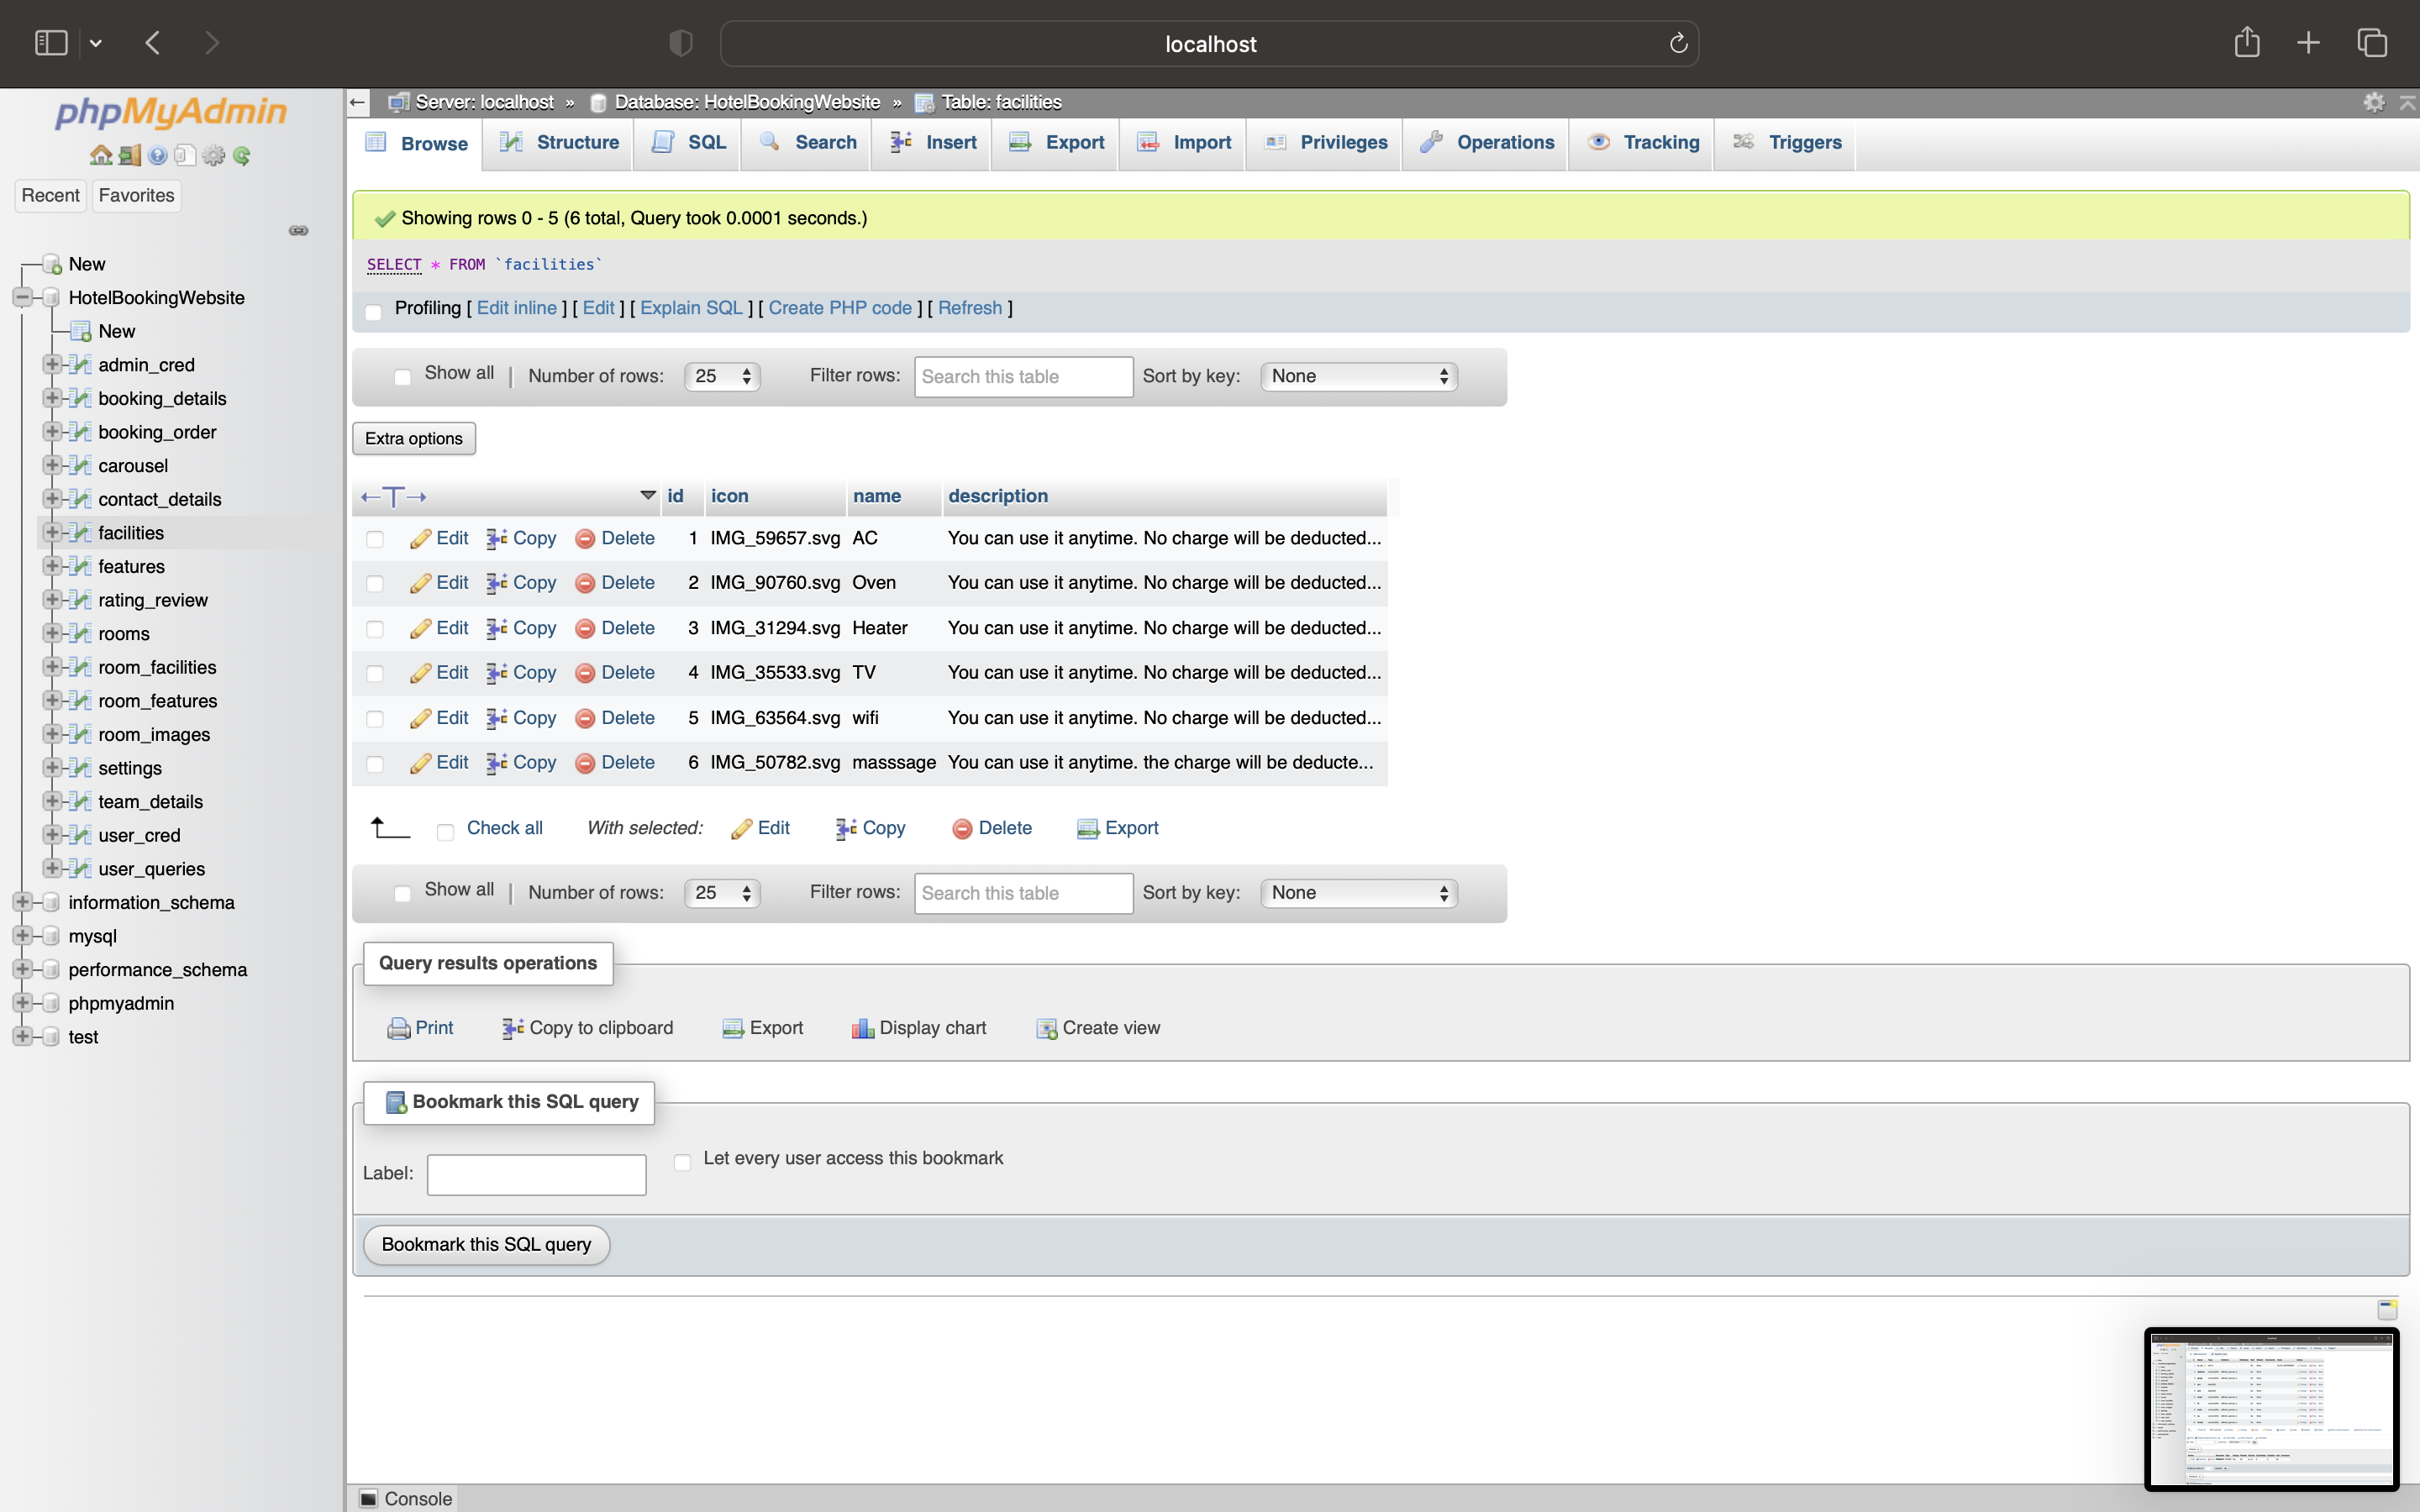 localhost
phpMyAdmin
Recent Favorites
New
HotelBookingWebsite
New
admin_cred
booking_details
booking_order
carousel
contact_details
facilities
features
rating_review
rooms
room_facilities
room_features
room_images
settings
team_details
user_cred
user_queries
information_schema
mysql
performance_schema
phpmyadmin
test
Server: localhost » Database: HotelBookingWebsite » Table: facilities
Browse Structure SQL Search Insert Export Import Privileges Operations Tracking Triggers
Showing rows 0 - 5 (6 total, Query took 0.0001 seconds.)
SELECT * FROM `facilities`
Profiling [ Edit inline ] [ Edit ] [ Explain SQL ] [ Create PHP code ] [ Refresh ]
Show all | Number of rows: 25 Filter rows: Search this table Sort by key: None
Extra options
←T→ id icon name description
Edit Copy Delete 1 IMG_59657.svg AC You can use it anytime. No charge will be deducted...
Edit Copy Delete 2 IMG_90760.svg Oven You can use it anytime. No charge will be deducted...
Edit Copy Delete 3 IMG_31294.svg Heater You can use it anytime. No charge will be deducted...
Edit Copy Delete 4 IMG_35533.svg TV You can use it anytime. No charge will be deducted...
Edit Copy Delete 5 IMG_63564.svg wifi You can use it anytime. No charge will be deducted...
Edit Copy Delete 6 IMG_50782.svg masssage You can use it anytime. the charge will be deducte...
Check all With selected: Edit Copy Delete Export
Show all | Number of rows: 25 Filter rows: Search this table Sort by key: None
Query results operations
Print Copy to clipboard Export Display chart Create view
Bookmark this SQL query
Label: Let every user access this bookmark
Bookmark this SQL query
Console